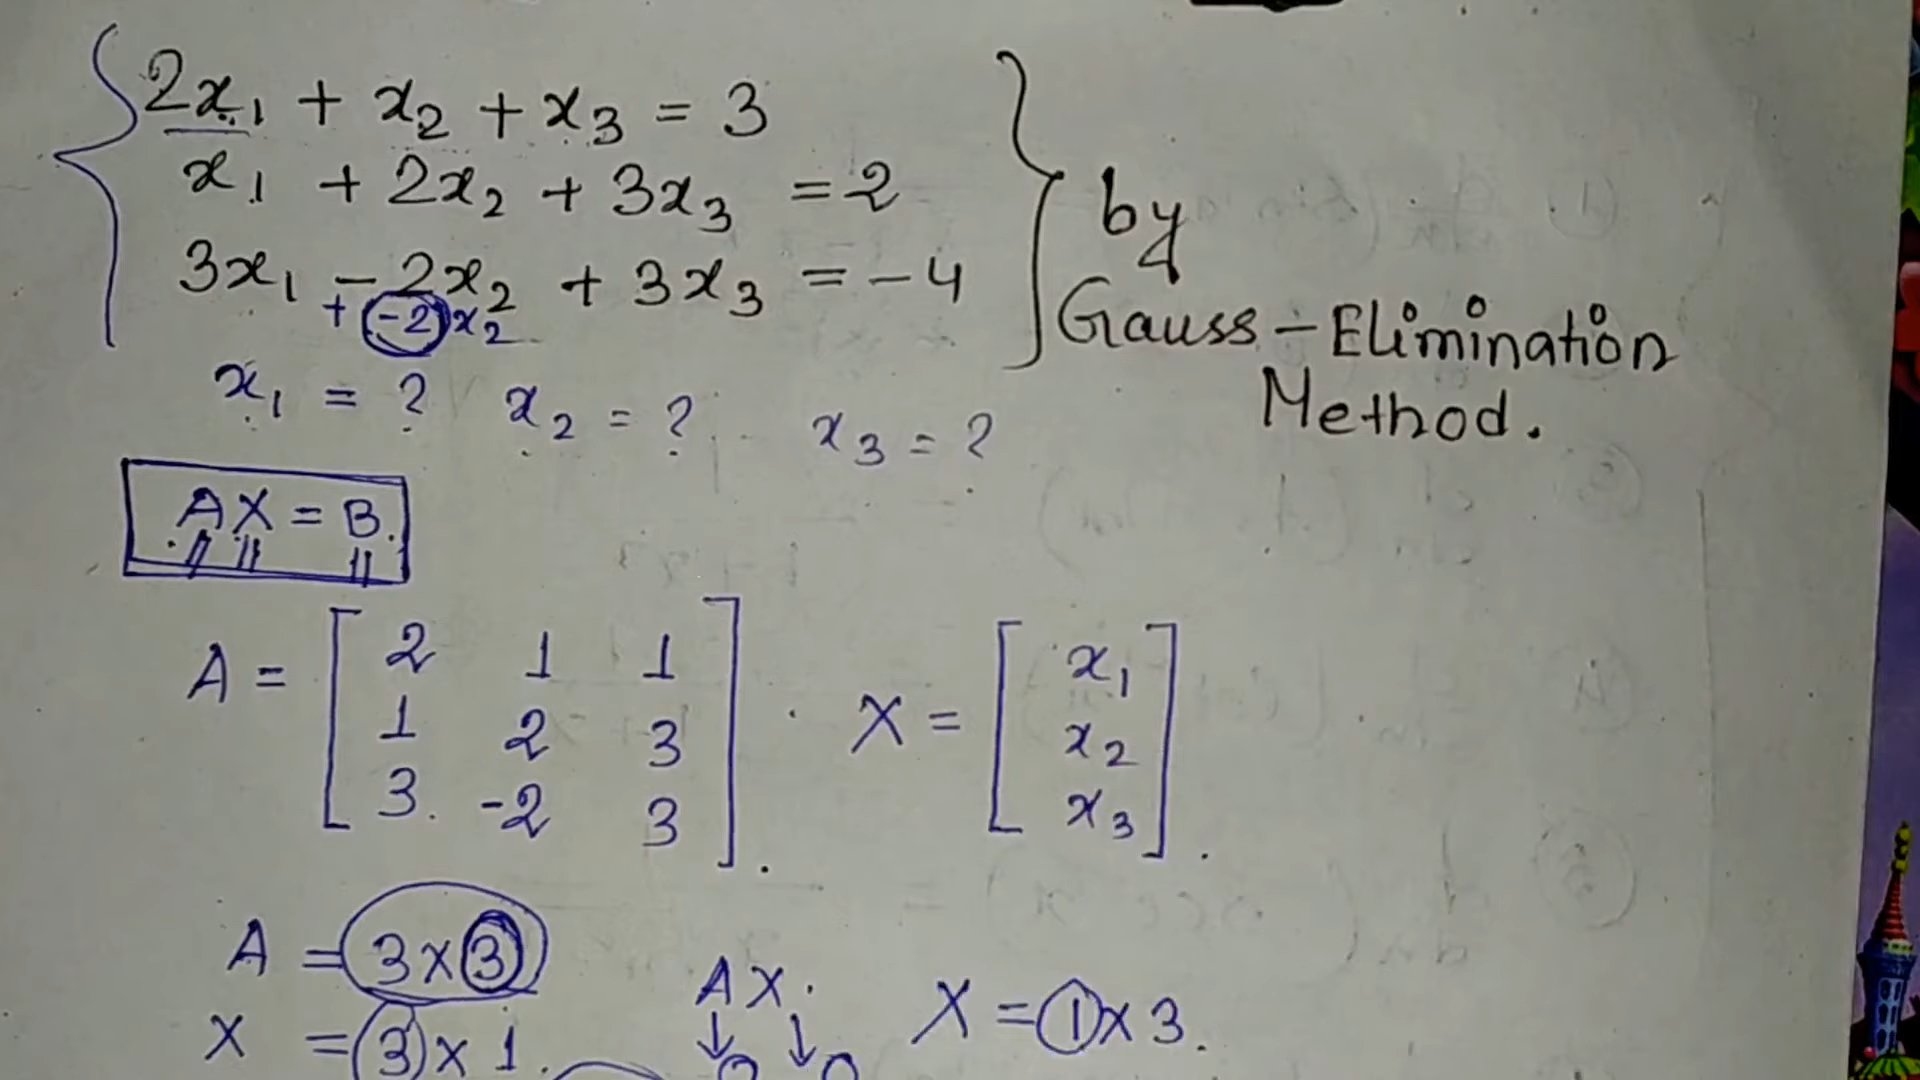 2x₁ + x₂ + x₃ = 3
x₁ + 2x₂ + 3x₃ = 2
3x₁ - 2x₂ + 3x₃ = -4
+ (-2)x₂
by
Gauss - Elimination
Method.
x₁ = ? x₂ = ? x₃ = ?
AX = B.
A = [ 2 1 1
1 2 3
3. -2 3 ].
X = [ x₁
x₂
x₃ ].
A = 3x3
X = 3x1.
AX.
X = 1x3.